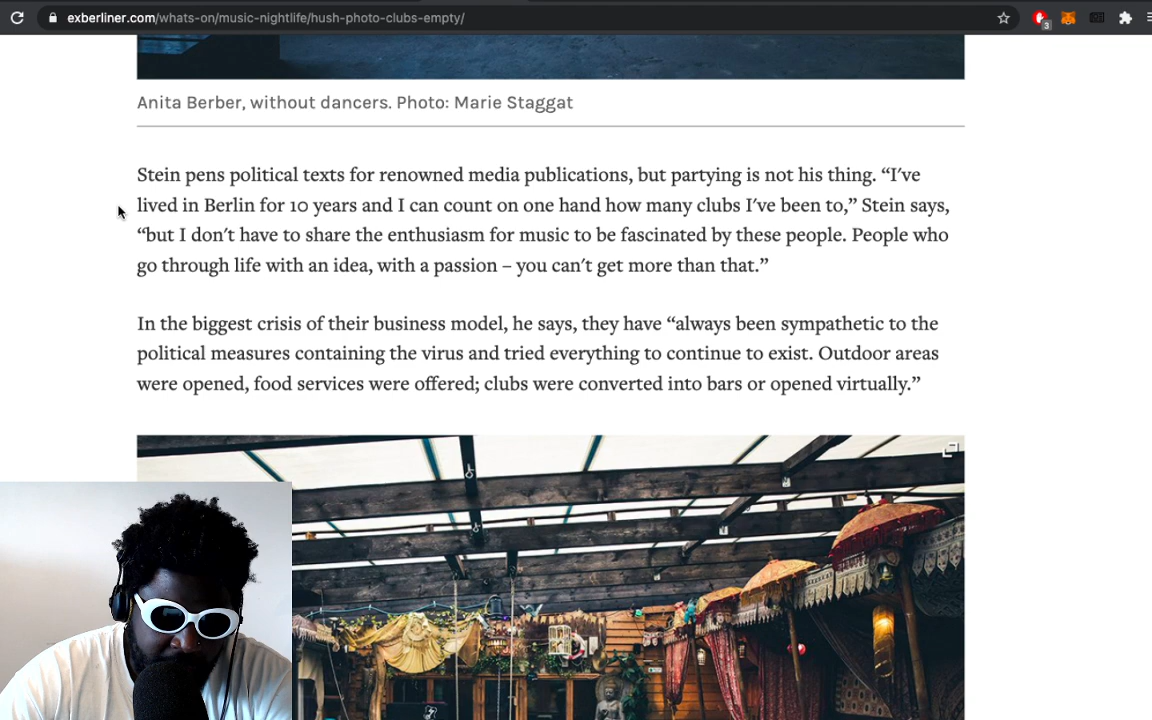 exberliner.com/whats-on/music-nightlife/hush-photo-clubs-empty/
3
Anita Berber, without dancers. Photo: Marie Staggat
Stein pens political texts for renowned media publications, but partying is not his thing. “I’ve
lived in Berlin for 10 years and I can count on one hand how many clubs I’ve been to,” Stein says,
“but I don’t have to share the enthusiasm for music to be fascinated by these people. People who
go through life with an idea, with a passion – you can’t get more than that.”
In the biggest crisis of their business model, he says, they have “always been sympathetic to the
political measures containing the virus and tried everything to continue to exist. Outdoor areas
were opened, food services were offered; clubs were converted into bars or opened virtually.”